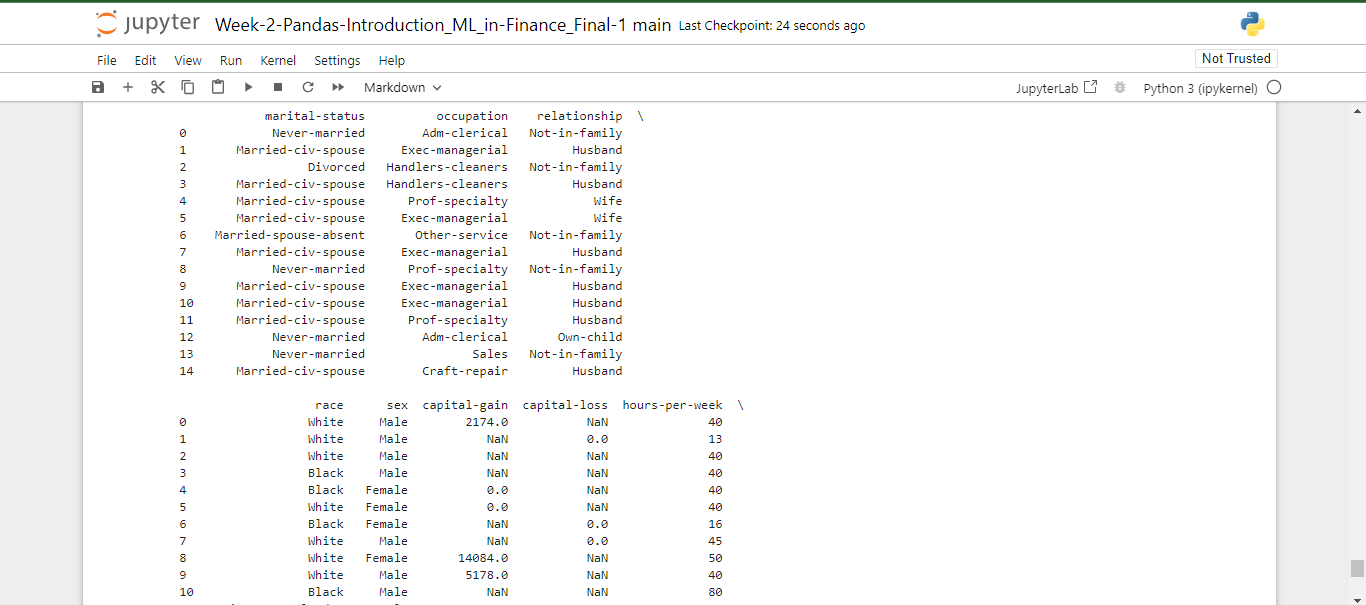 jupyter Week-2-Pandas-Introduction_ML_in-Finance_Final-1 main Last Checkpoint: 24 seconds ago
File Edit View Run Kernel Settings Help Not Trusted
Markdown JupyterLab Python 3 (ipykernel)
marital-status occupation relationship \
0 Never-married Adm-clerical Not-in-family
1 Married-civ-spouse Exec-managerial Husband
2 Divorced Handlers-cleaners Not-in-family
3 Married-civ-spouse Handlers-cleaners Husband
4 Married-civ-spouse Prof-specialty Wife
5 Married-civ-spouse Exec-managerial Wife
6 Married-spouse-absent Other-service Not-in-family
7 Married-civ-spouse Exec-managerial Husband
8 Never-married Prof-specialty Not-in-family
9 Married-civ-spouse Exec-managerial Husband
10 Married-civ-spouse Exec-managerial Husband
11 Married-civ-spouse Prof-specialty Husband
12 Never-married Adm-clerical Own-child
13 Never-married Sales Not-in-family
14 Married-civ-spouse Craft-repair Husband
race sex capital-gain capital-loss hours-per-week \
0 White Male 2174.0 NaN 40
1 White Male NaN 0.0 13
2 White Male NaN NaN 40
3 Black Male NaN NaN 40
4 Black Female 0.0 NaN 40
5 White Female 0.0 NaN 40
6 Black Female NaN 0.0 16
7 White Male NaN 0.0 45
8 White Female 14084.0 NaN 50
9 White Male 5178.0 NaN 40
10 Black Male NaN NaN 80